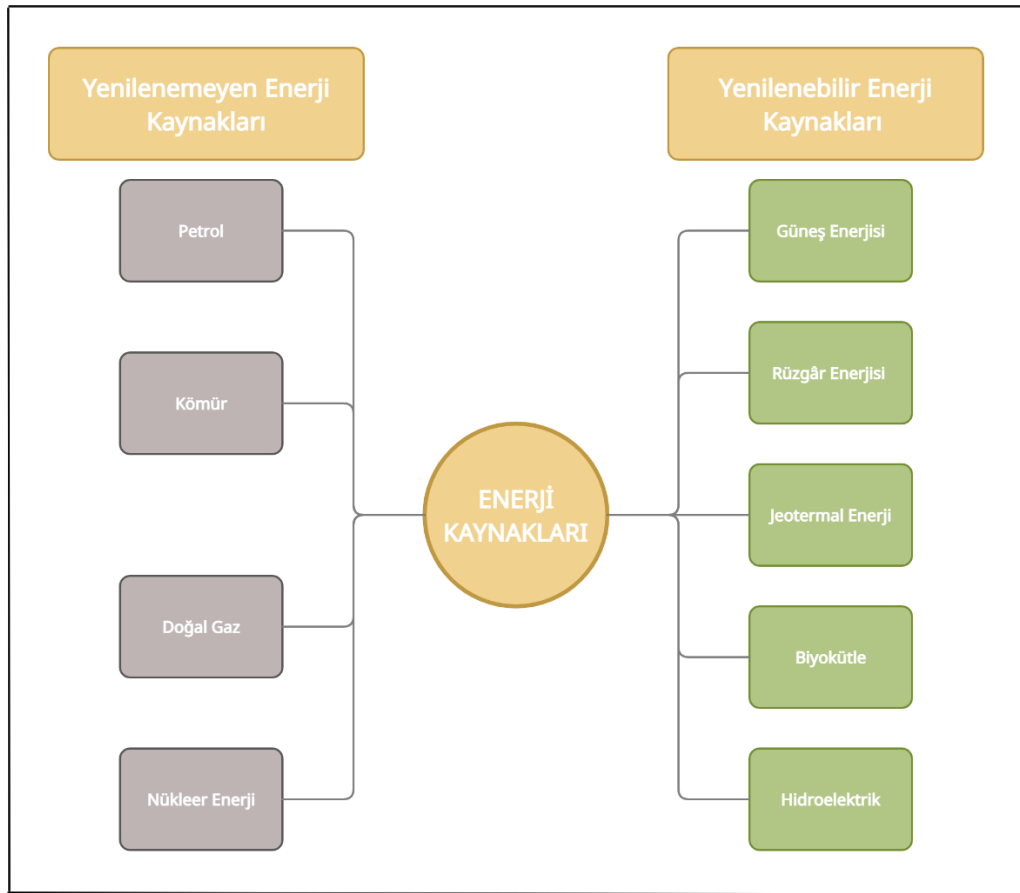 Yenilenemeyen Enerji
Kaynakları
Petrol
Kömür
Doğal Gaz
Nükleer Enerji
ENERJİ
KAYNAKLARI
Yenilenebilir Enerji
Kaynakları
Güneş Enerjisi
Rüzgâr Enerjisi
Jeotermal Enerji
Biyokütle
Hidroelektrik